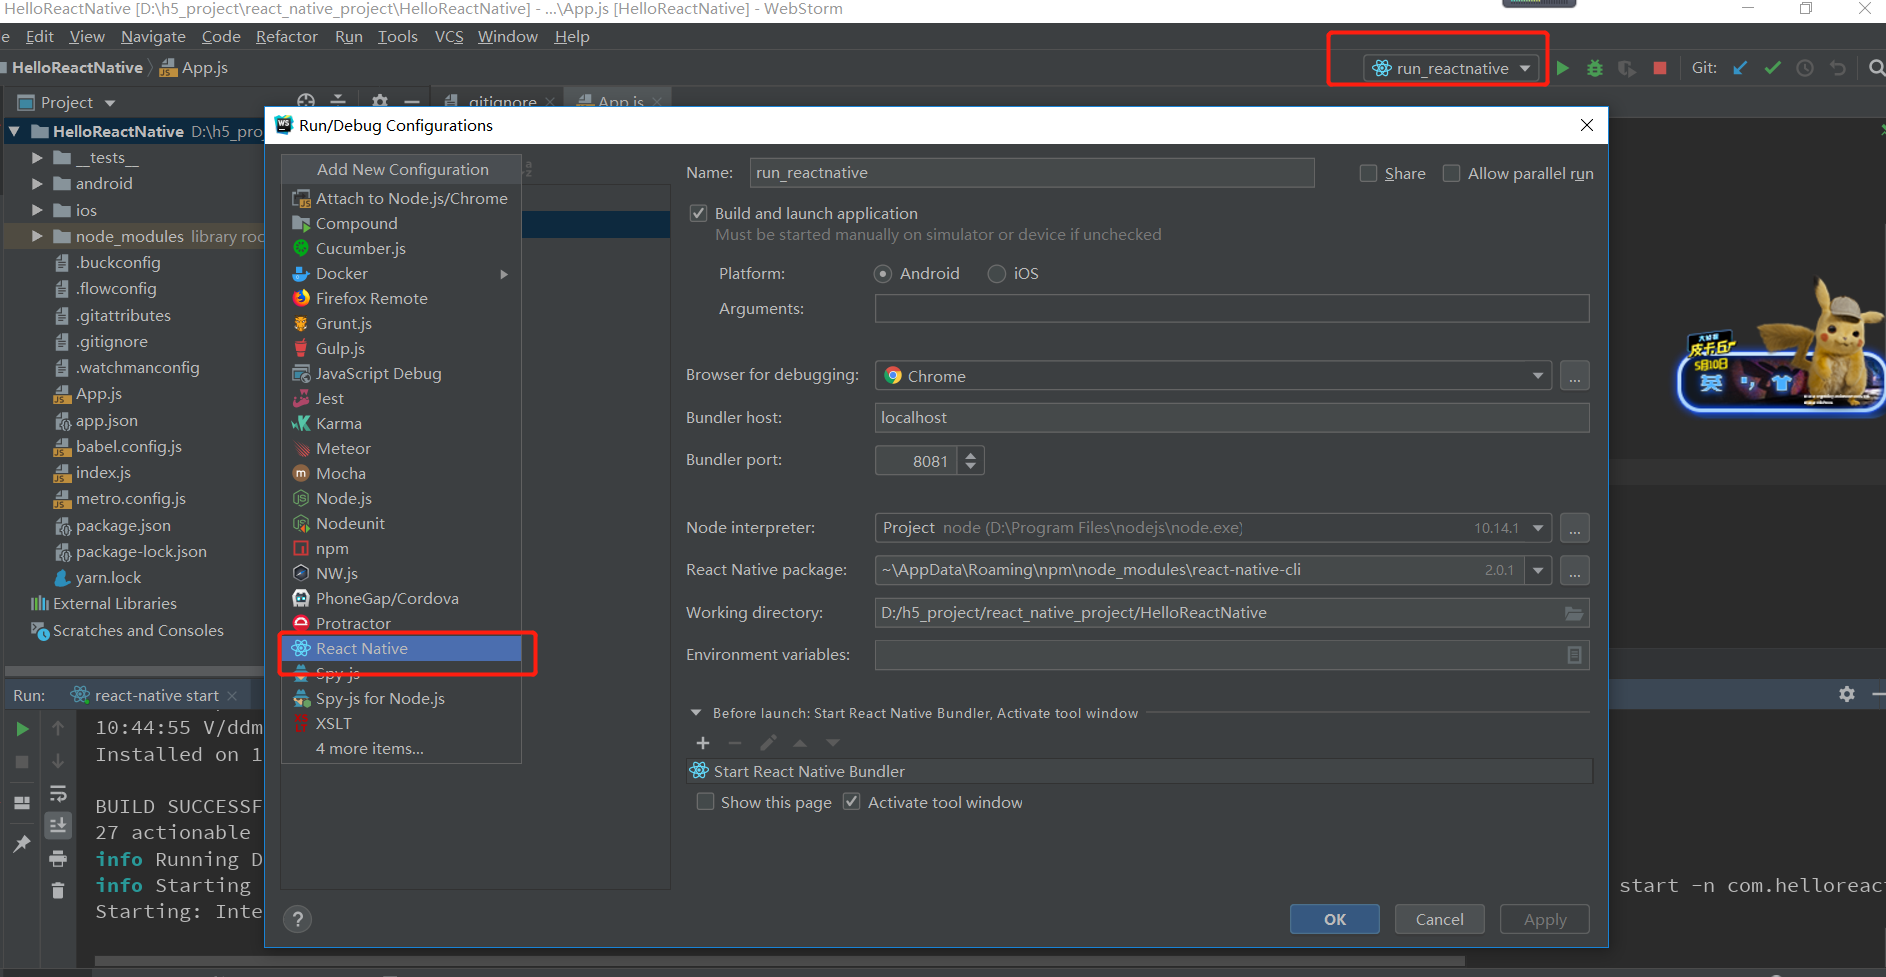 HelloReactNative [D:\h5_project\react_native_project\HelloReactNative] - ...\App.js [HelloReactNative] - WebStorm
e Edit View Navigate Code Refactor Run Tools VCS Window Help
HelloReactNative App.js
run_reactnative
Git:
Project
.gitignore
App.js
HelloReactNative D:\h5_pro
__tests__
android
ios
node_modules library roo
.buckconfig
.flowconfig
.gitattributes
.gitignore
.watchmanconfig
App.js
app.json
babel.config.js
index.js
metro.config.js
package.json
package-lock.json
yarn.lock
External Libraries
Scratches and Consoles
Run/Debug Configurations
Add New Configuration
Attach to Node.js/Chrome
Compound
Cucumber.js
Docker
Firefox Remote
Grunt.js
Gulp.js
JavaScript Debug
Jest
Karma
Meteor
Mocha
Node.js
Nodeunit
npm
NW.js
PhoneGap/Cordova
Protractor
React Native
Spy-js
Spy-js for Node.js
XSLT
4 more items...
Name: run_reactnative
Share
Allow parallel run
Build and launch application
Must be started manually on simulator or device if unchecked
Platform: Android iOS
Arguments:
Browser for debugging: Chrome ...
Bundler host: localhost
Bundler port: 8081
Node interpreter: Project node (D:\Program Files\nodejs\node.exe) 10.14.1 ...
React Native package: ~\AppData\Roaming\npm\node_modules\react-native-cli 2.0.1 ...
Working directory: D:/h5_project/react_native_project/HelloReactNative
Environment variables:
Before launch: Start React Native Bundler, Activate tool window
Start React Native Bundler
Show this page Activate tool window
? OK Cancel Apply
皮卡丘
5月10日
英
Run: react-native start
10:44:55 V/ddm
Installed on 1
BUILD SUCCESSF
27 actionable
info Running D
info Starting
start -n com.helloreac
Starting: Inte